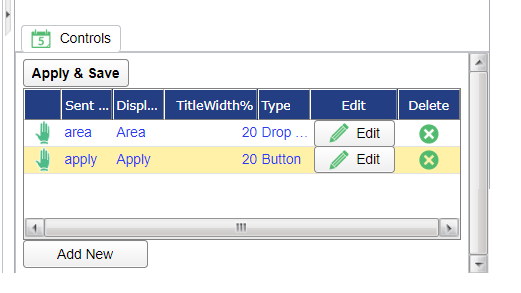 5 Controls
Apply & Save
Sent ... Displ... TitleWidth% Type Edit Delete
area Area 20 Drop ... Edit
apply Apply 20 Button Edit
Add New